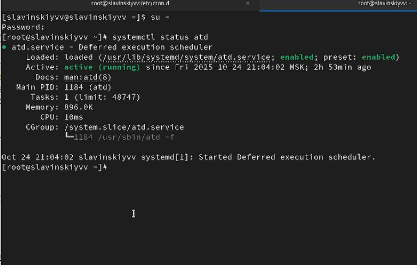 root@slavinskiyvv:/etc/cron.d
root@slavinskiyvv:~
[slavinskiyvv@slavinskiyvv ~]$ su -
Password:
[root@slavinskiyvv ~]# systemctl status atd
● atd.service - Deferred execution scheduler
Loaded: loaded (/usr/lib/systemd/system/atd.service; enabled; preset: enabled)
Active: active (running) since Fri 2025-10-24 21:04:02 MSK; 2h 53min ago
Docs: man:atd(8)
Main PID: 1184 (atd)
Tasks: 1 (limit: 48747)
Memory: 896.0K
CPU: 10ms
CGroup: /system.slice/atd.service
└─1184 /usr/sbin/atd -f
Oct 24 21:04:02 slavinskiyvv systemd[1]: Started Deferred execution scheduler.
[root@slavinskiyvv ~]#